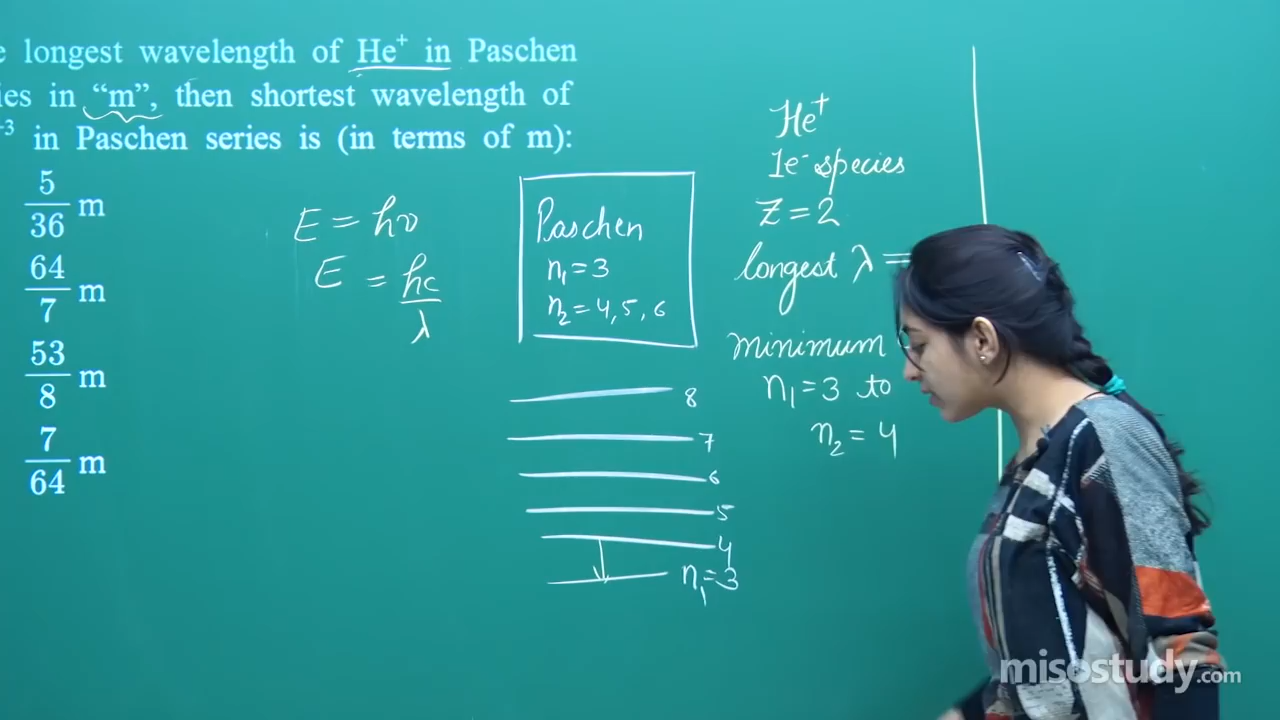 e longest wavelength of He⁺ in Paschen
ies in “m”, then shortest wavelength of
+3 in Paschen series is (in terms of m):
5/36 m
64/7 m
53/8 m
7/64 m
E = hν
E = hc/λ
Paschen
n₁ = 3
n₂ = 4, 5, 6
8
7
6
5
4
n₁ = 3
He⁺
1e⁻ species
Z = 2
longest λ =
minimum
n₁ = 3 to
n₂ = 4
misostudy.com